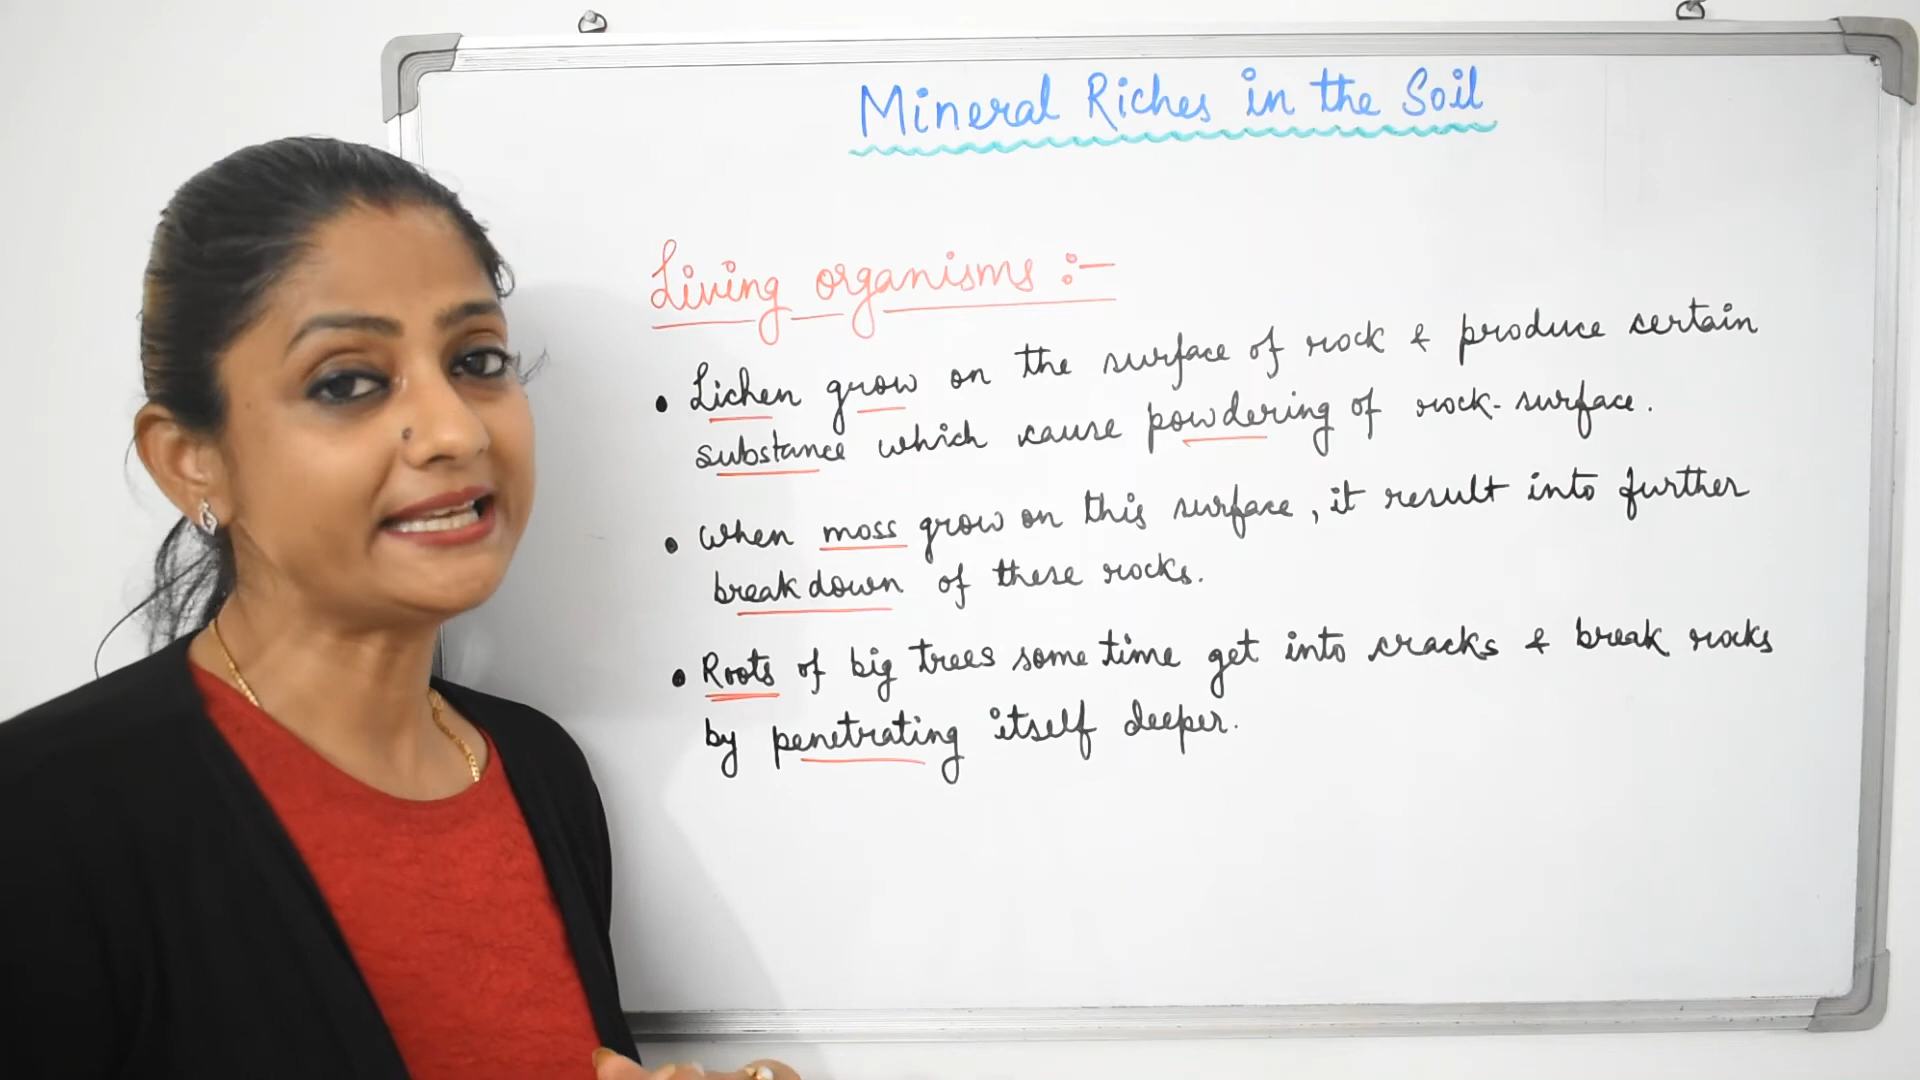 Mineral Riches in the Soil
Living organisms :-
• Lichen grow on the surface of rock & produce certain
substance which cause powdering of rock-surface.
• When moss grow on this surface, it result into further
breakdown of these rocks.
• Roots of big trees some time get into cracks & break rocks
by penetrating itself deeper.